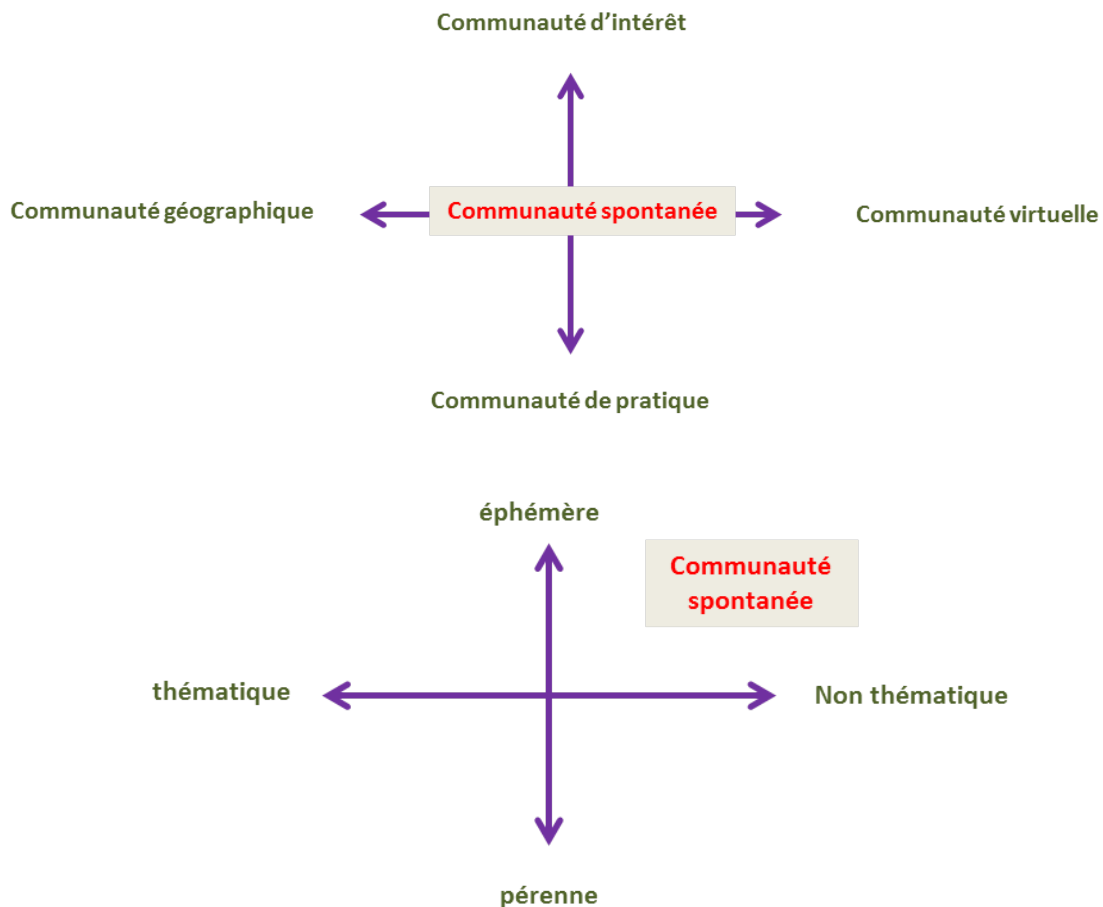 Communauté d’intérêt
Communauté géographique
Communauté spontanée
Communauté virtuelle
Communauté de pratique
éphémère
Communauté
spontanée
thématique
Non thématique
pérenne